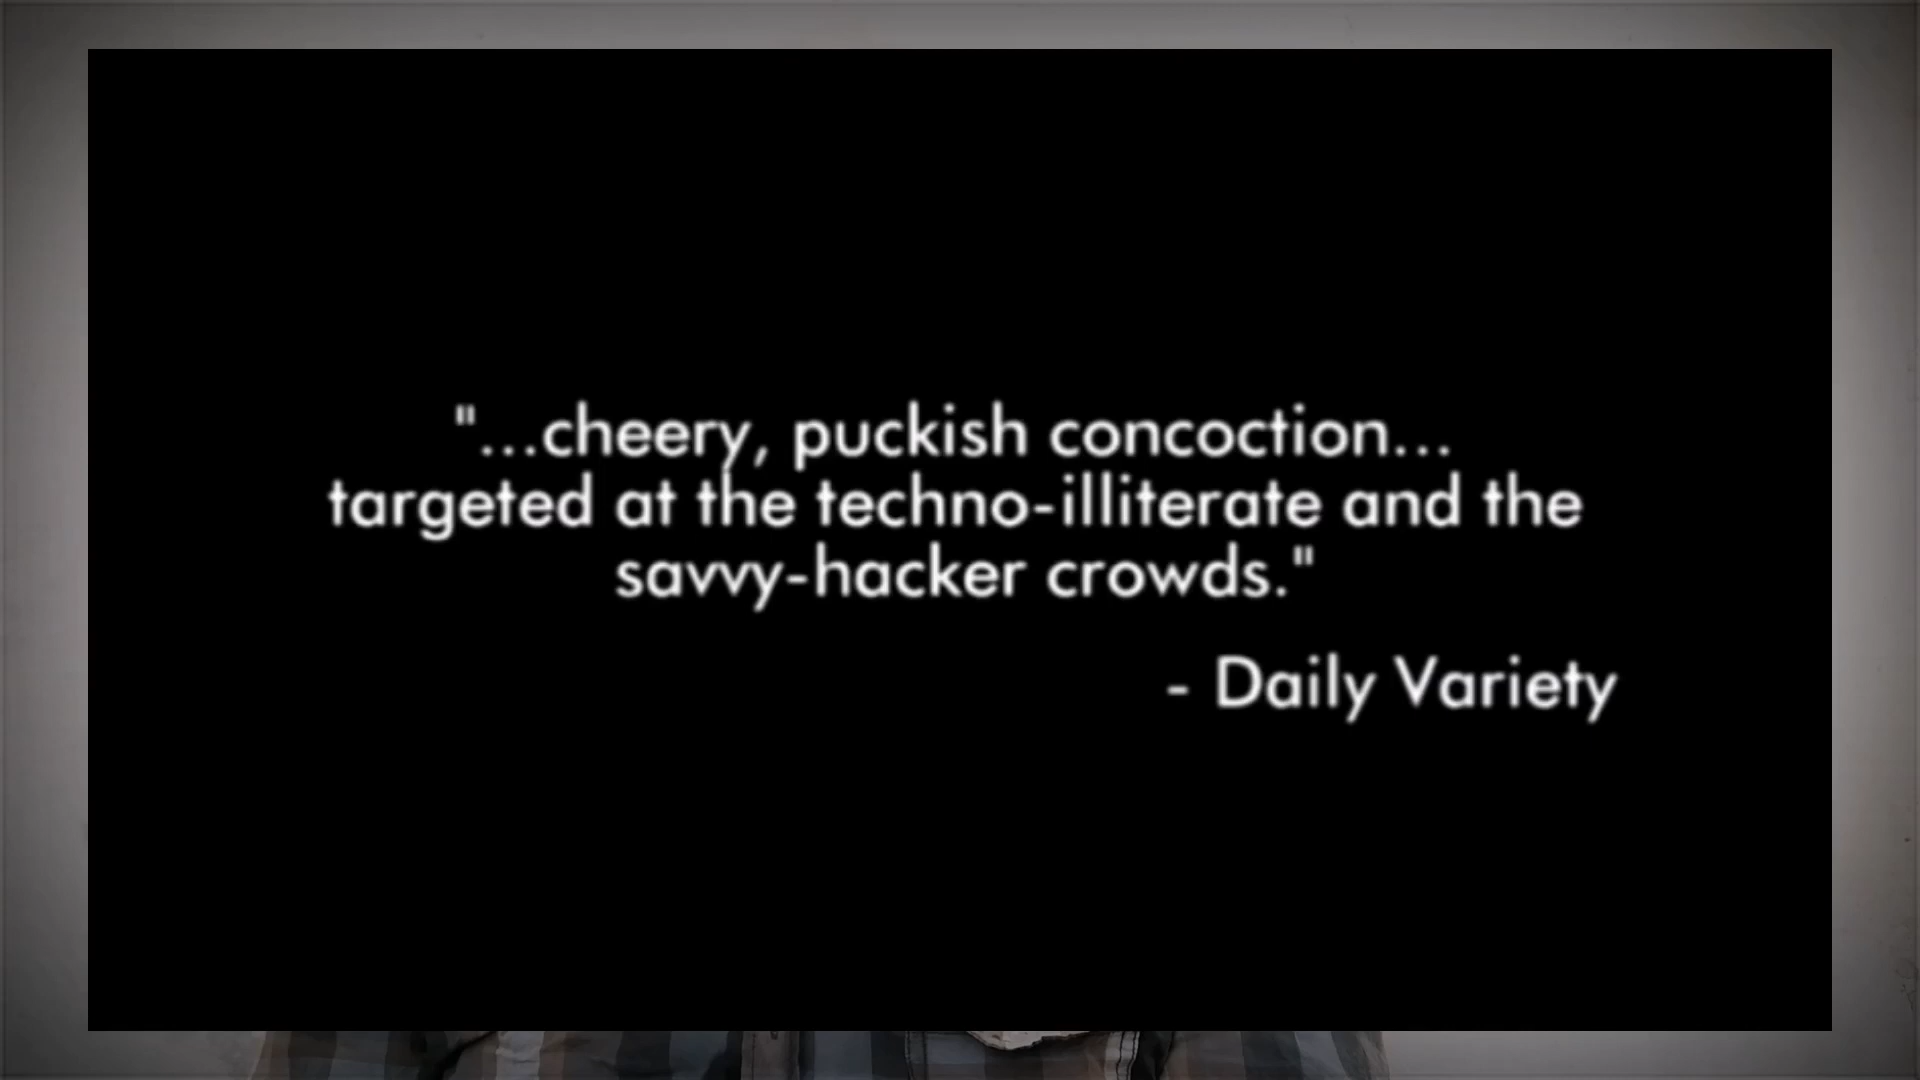 "...cheery, puckish concoction...
targeted at the techno-illiterate and the
savvy-hacker crowds."
- Daily Variety